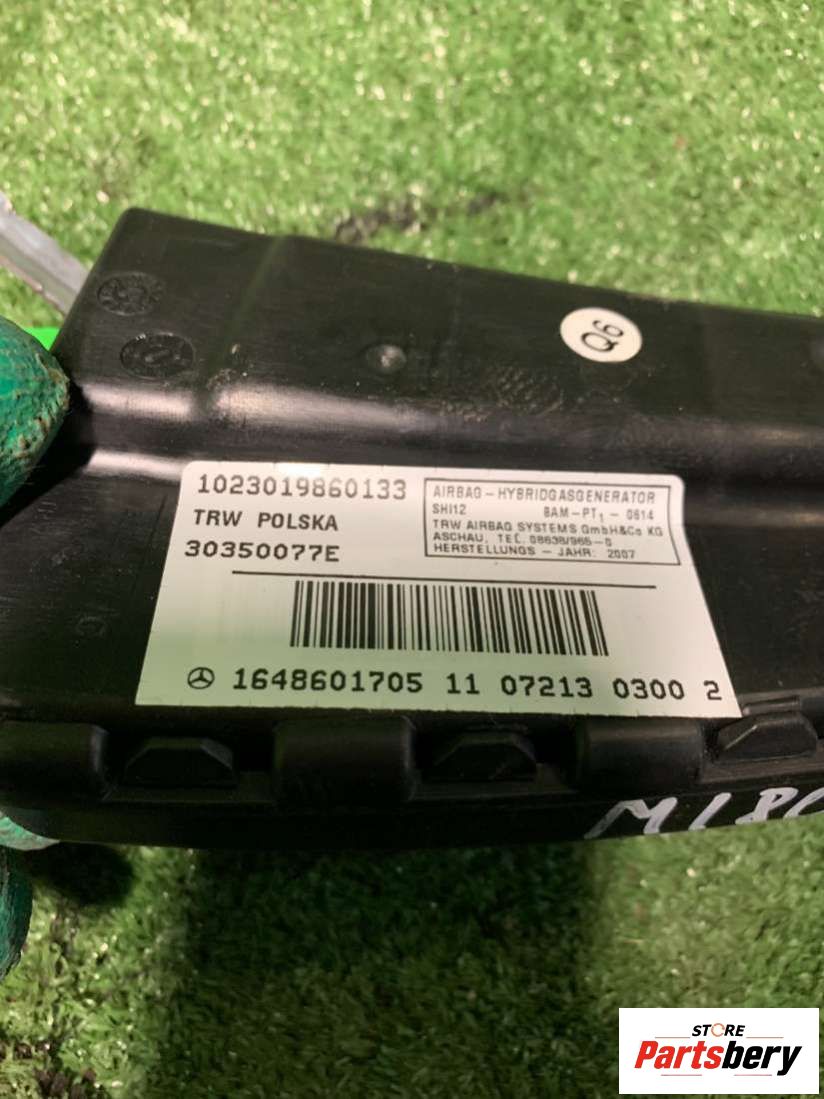 Q6
1023019860133
TRW POLSKA
30350077E
AIRBAG - HYBRIDGASGENERATOR
SHI12 BAM-PT1 - 0614
TRW AIRBAG SYSTEMS GmbH&Co KG
ASCHAU, TEL. 08638/965-0
HERSTELLUNGS - JAHR: 2007
1648601705 11 07213 0300 2
STORE
Partsbery